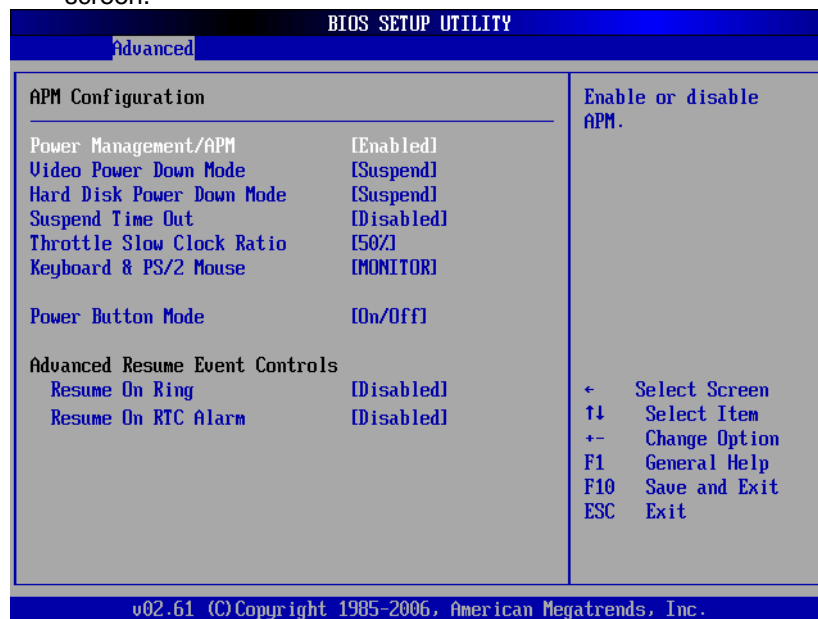 screen.
BIOS SETUP UTILITY
Advanced
APM Configuration
Power Management/APM [Enabled]
Video Power Down Mode [Suspend]
Hard Disk Power Down Mode [Suspend]
Suspend Time Out [Disabled]
Throttle Slow Clock Ratio [50%]
Keyboard & PS/2 Mouse [MONITOR]
Power Button Mode [On/Off]
Advanced Resume Event Controls
Resume On Ring [Disabled]
Resume On RTC Alarm [Disabled]
Enable or disable
APM.
← Select Screen
↑↓ Select Item
+- Change Option
F1 General Help
F10 Save and Exit
ESC Exit
v02.61 (C)Copyright 1985-2006, American Megatrends, Inc.